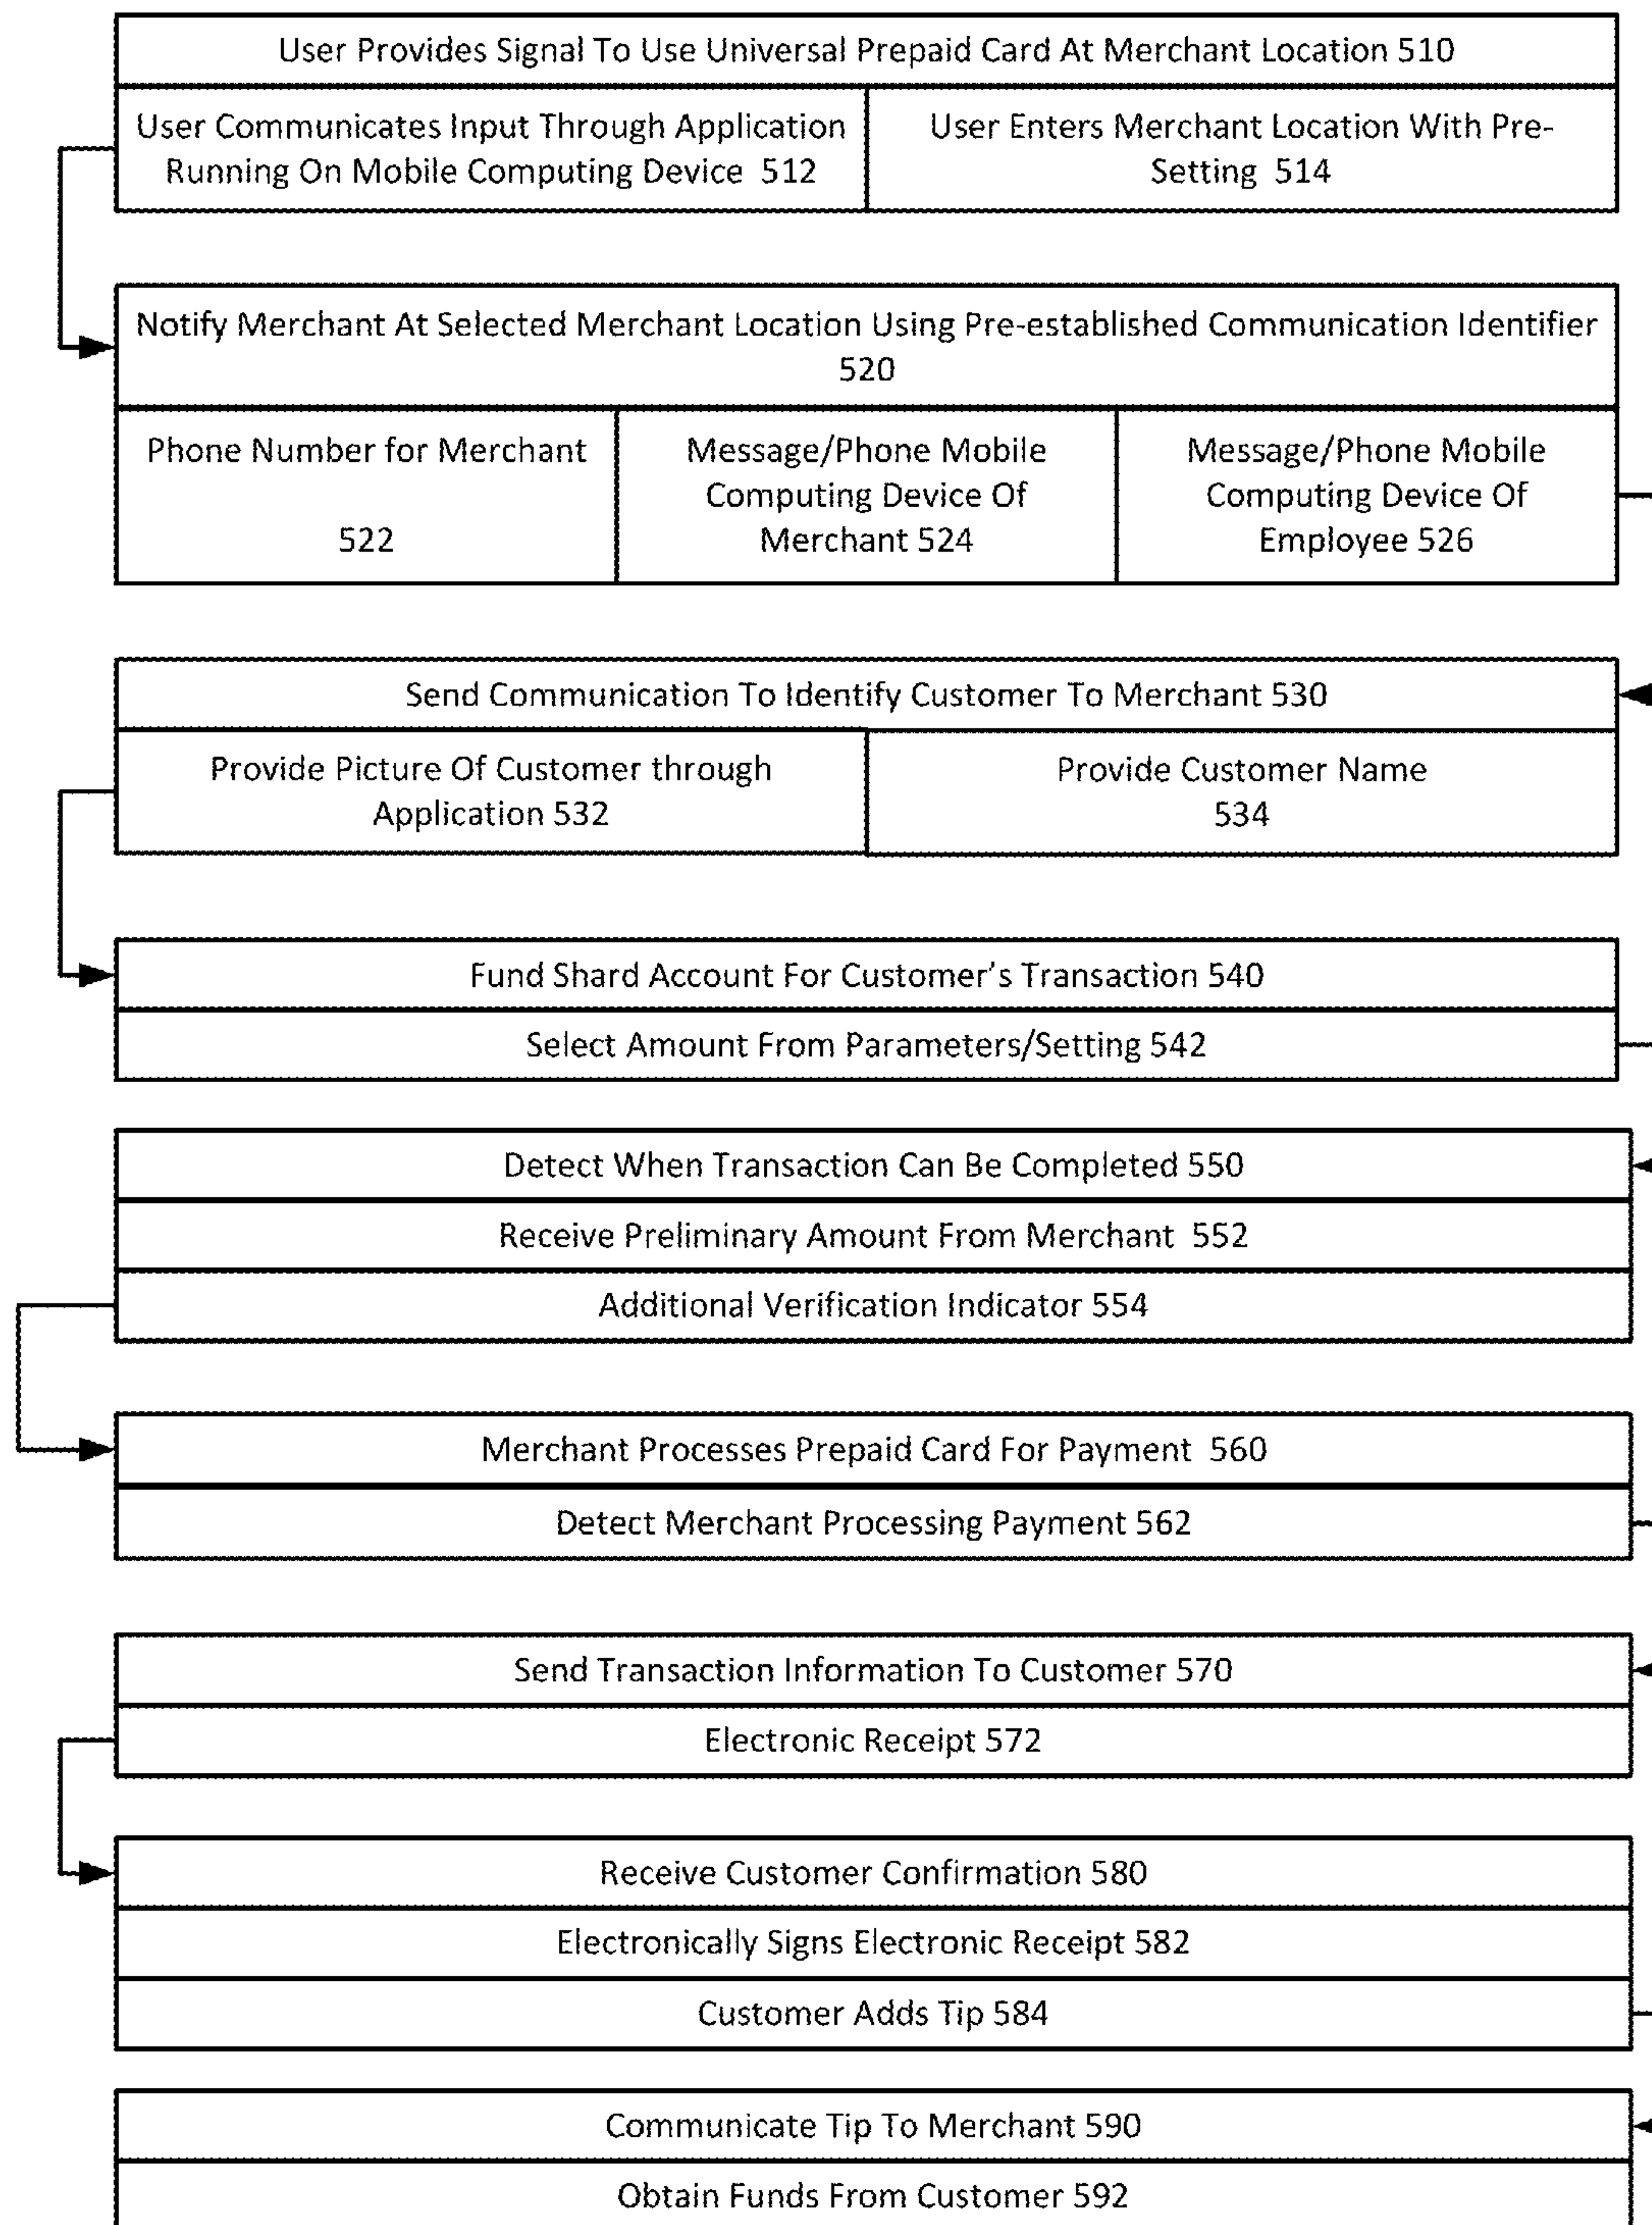 User Provides Signal To Use Universal Prepaid Card At Merchant Location 510
User Communicates Input Through Application
Running On Mobile Computing Device 512
User Enters Merchant Location With Pre-
Setting 514
Notify Merchant At Selected Merchant Location Using Pre-established Communication Identifier
520
Phone Number for Merchant
522
Message/Phone Mobile
Computing Device Of
Merchant 524
Message/Phone Mobile
Computing Device Of
Employee 526
Send Communication To Identify Customer To Merchant 530
Provide Picture Of Customer through
Application 532
Provide Customer Name
534
Fund Shard Account For Customer's Transaction 540
Select Amount From Parameters/Setting 542
Detect When Transaction Can Be Completed 550
Receive Preliminary Amount From Merchant 552
Additional Verification Indicator 554
Merchant Processes Prepaid Card For Payment 560
Detect Merchant Processing Payment 562
Send Transaction Information To Customer 570
Electronic Receipt 572
Receive Customer Confirmation 580
Electronically Signs Electronic Receipt 582
Customer Adds Tip 584
Communicate Tip To Merchant 590
Obtain Funds From Customer 592